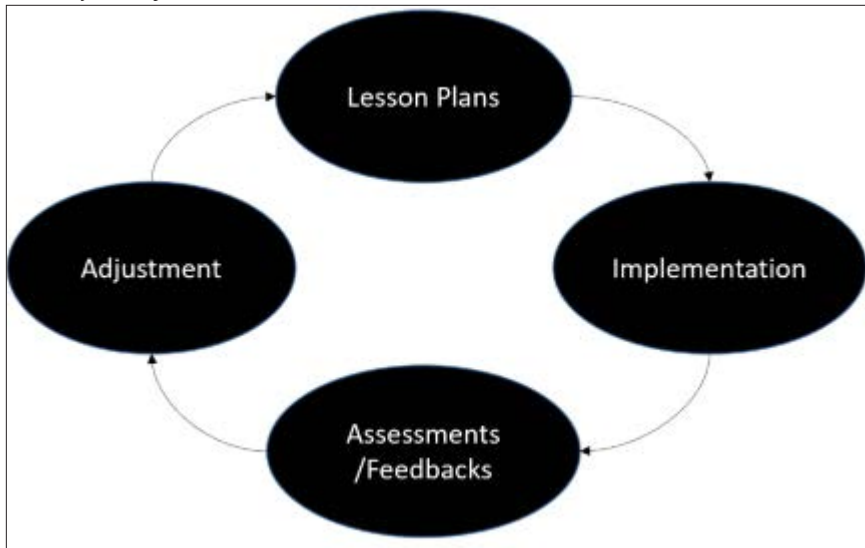 Lesson Plans
Implementation
Assessments
/Feedbacks
Adjustment